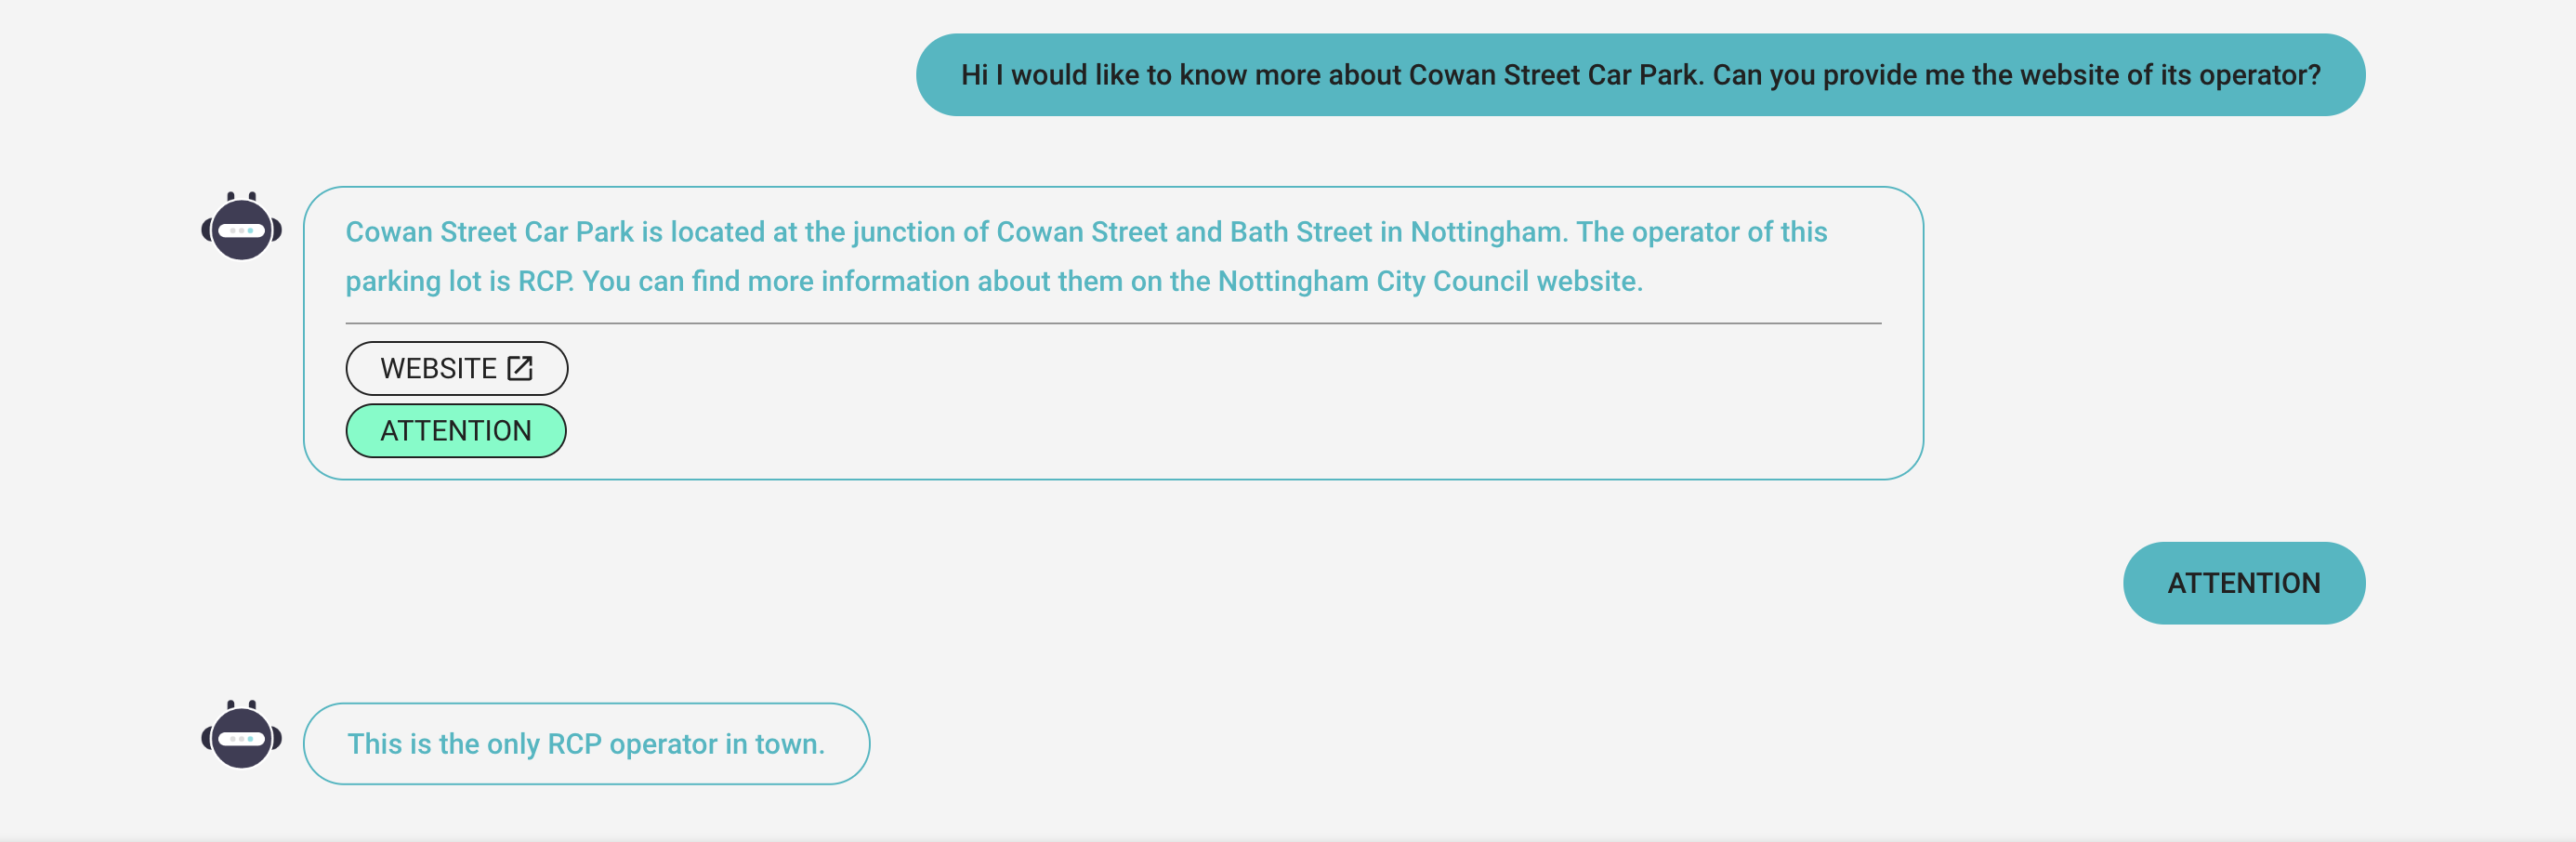 Hi I would like to know more about Cowan Street Car Park. Can you provide me the website of its operator?
Cowan Street Car Park is located at the junction of Cowan Street and Bath Street in Nottingham. The operator of this
parking lot is RCP. You can find more information about them on the Nottingham City Council website.
WEBSITE
ATTENTION
ATTENTION
This is the only RCP operator in town.